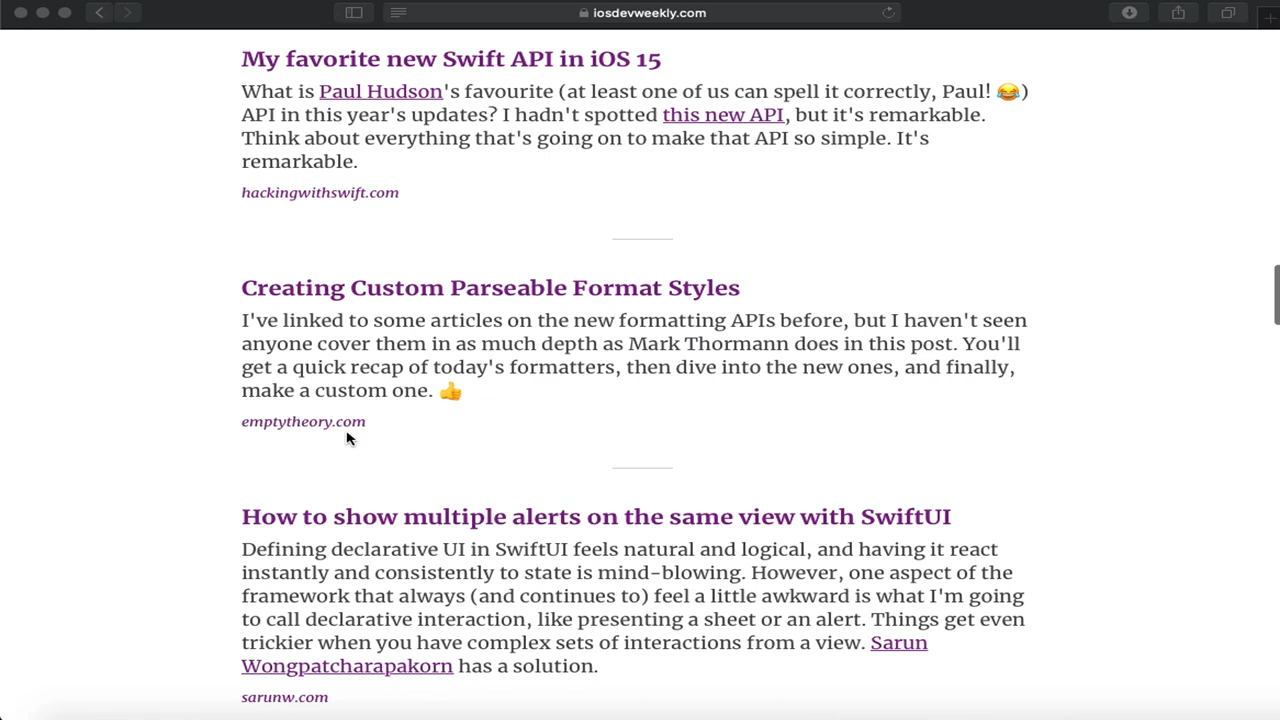 iosdevweekly.com
My favorite new Swift API in iOS 15
What is Paul Hudson's favourite (at least one of us can spell it correctly, Paul! 😂)
API in this year's updates? I hadn't spotted this new API, but it's remarkable.
Think about everything that's going on to make that API so simple. It's
remarkable.
hackingwithswift.com
Creating Custom Parseable Format Styles
I've linked to some articles on the new formatting APIs before, but I haven't seen
anyone cover them in as much depth as Mark Thormann does in this post. You'll
get a quick recap of today's formatters, then dive into the new ones, and finally,
make a custom one. 👍
emptytheory.com
How to show multiple alerts on the same view with SwiftUI
Defining declarative UI in SwiftUI feels natural and logical, and having it react
instantly and consistently to state is mind-blowing. However, one aspect of the
framework that always (and continues to) feel a little awkward is what I'm going
to call declarative interaction, like presenting a sheet or an alert. Things get even
trickier when you have complex sets of interactions from a view. Sarun
Wongpatcharapakorn has a solution.
sarunw.com